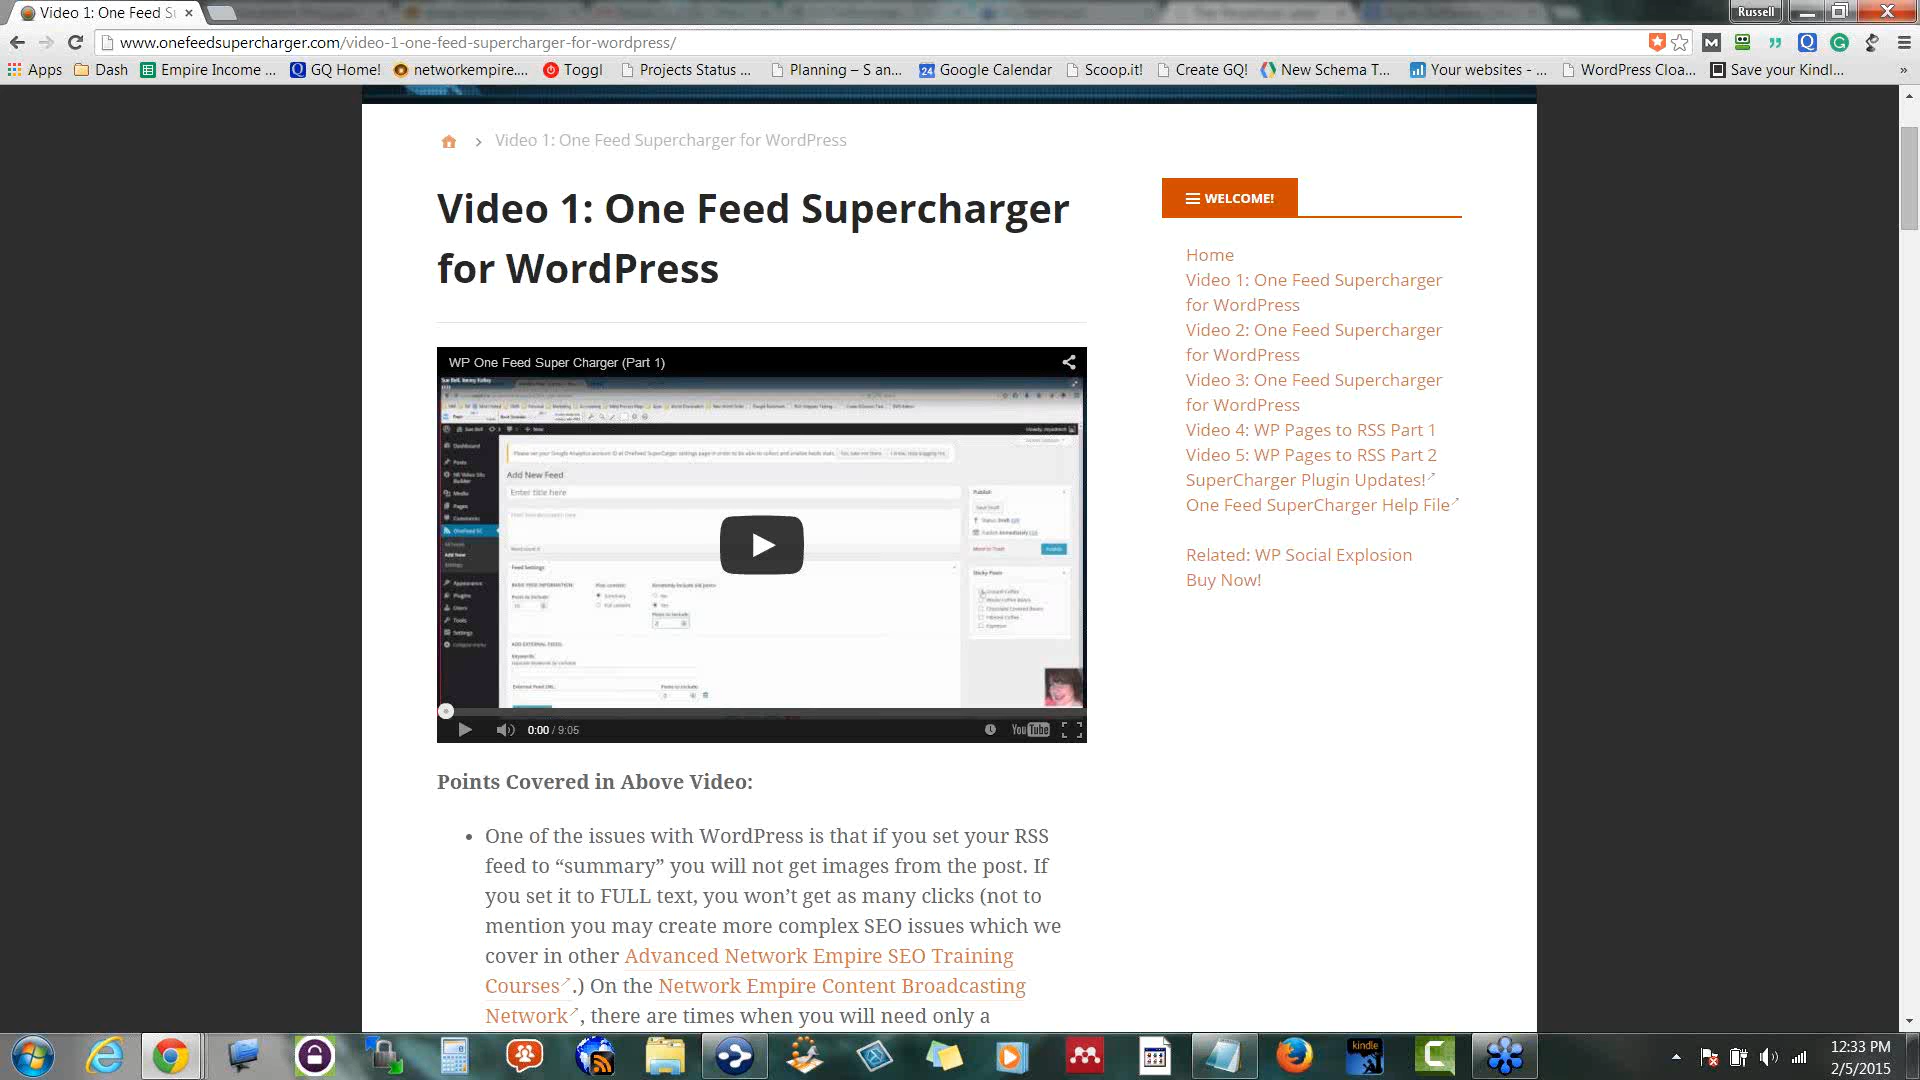 Video 1: One Feed Su
Russell
www.onefeedsupercharger.com/video-1-one-feed-supercharger-for-wordpress/
Apps Dash Empire Income ... GQ Home! networkempire.... Toggl Projects Status ... Planning – S an... Google Calendar Scoop.it! Create GQ! New Schema T... Your websites - ... WordPress Cloa... Save your Kindl... »
Video 1: One Feed Supercharger for WordPress
Video 1: One Feed Supercharger
for WordPress
WELCOME!
Home
Video 1: One Feed Supercharger
for WordPress
Video 2: One Feed Supercharger
for WordPress
Video 3: One Feed Supercharger
for WordPress
Video 4: WP Pages to RSS Part 1
Video 5: WP Pages to RSS Part 2
SuperCharger Plugin Updates!
One Feed SuperCharger Help File
Related: WP Social Explosion
Buy Now!
WP One Feed Super Charger (Part 1)
Add New Feed
Enter title here
Feed Settings
0:00 / 9:05
YouTube
Points Covered in Above Video:
• One of the issues with WordPress is that if you set your RSS
feed to “summary” you will not get images from the post. If
you set it to FULL text, you won’t get as many clicks (not to
mention you may create more complex SEO issues which we
cover in other Advanced Network Empire SEO Training
Courses.) On the Network Empire Content Broadcasting
Network, there are times when you will need only a
kindle
12:33 PM
2/5/2015